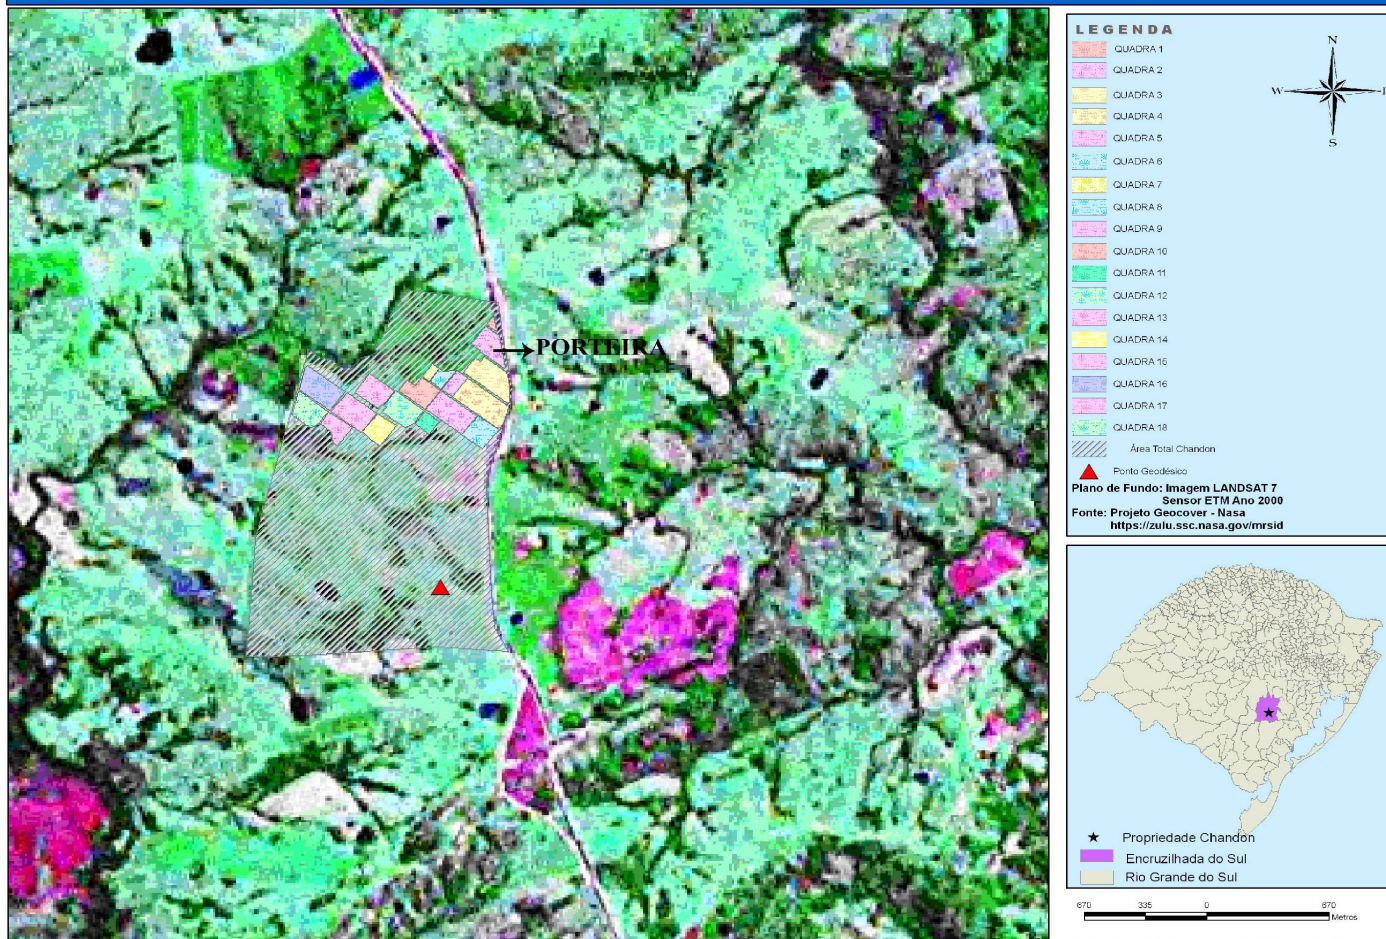 PORTEIRA
LEGENDA
QUADRA 1
QUADRA 2
QUADRA 3
QUADRA 4
QUADRA 5
QUADRA 6
QUADRA 7
QUADRA 8
QUADRA 9
QUADRA 10
QUADRA 11
QUADRA 12
QUADRA 13
QUADRA 14
QUADRA 15
QUADRA 16
QUADRA 17
QUADRA 18
Área Total Chandon
Ponto Geodésico
Plano de Fundo: Imagem LANDSAT 7
Sensor ETM Ano 2000
Fonte: Projeto Geocover - Nasa
https://zulu.ssc.nasa.gov/mrsid
N
W
S
Propriedade Chandon
Encruzilhada do Sul
Rio Grande do Sul
670 335 0 670
Metros